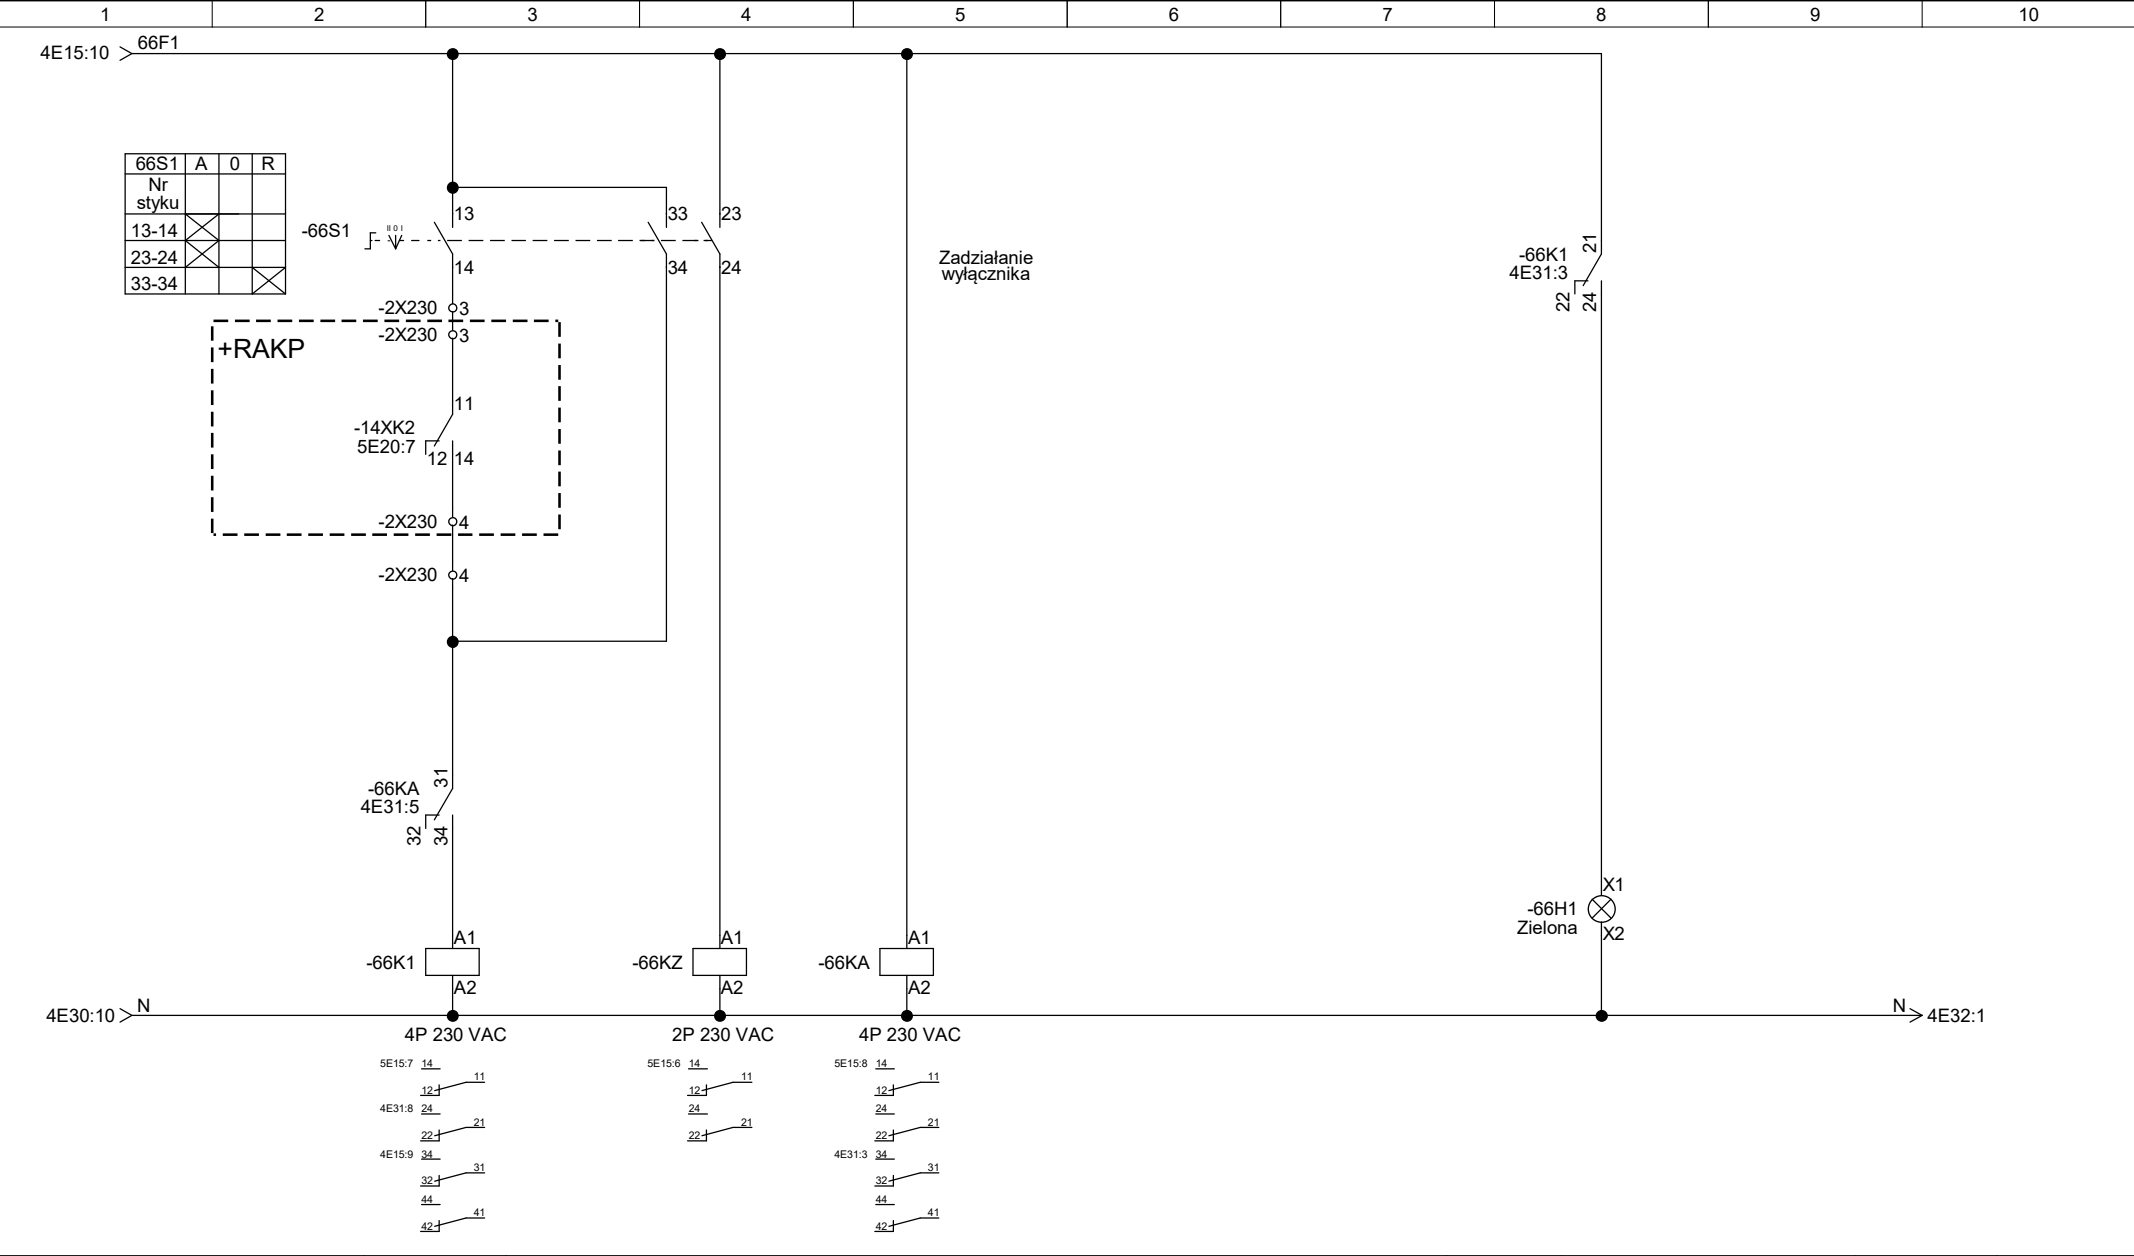 1 2 3 4 5 6 7 8 9 10
4E15:10 66F1
66S1 A 0 R
Nr
styku
13-14
23-24
33-34
-66S1 II 0 I
13 33 23
14 34 24
-2X230 3
-2X230 3
+RAKP
11
-14XK2
5E20:7
12 14
-2X230 4
-2X230 4
Zadziałanie
wyłącznika
21
-66K1
4E31:3
22 24
31
-66KA
4E31:5
32 34
X1
-66H1
Zielona
X2
A1 A1 A1
-66K1 -66KZ -66KA
A2 A2 A2
4E30:10 N N 4E32:1
4P 230 VAC 2P 230 VAC 4P 230 VAC
5E15:7 14
11
12
4E31:8 24
21
22
4E15:9 34
31
32
44
41
42
5E15:6 14
11
12
24
21
22
5E15:8 14
11
12
24
21
22
4E31:3 34
31
32
44
41
42